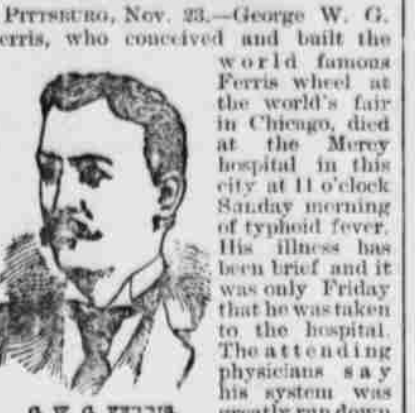 PITTSBURG, Nov. 23.—George W. G.
erris, who conceived and built the
world famous
Ferris wheel at
the world's fair
in Chicago, died
at the Mercy
hospital in this
city at 11 o'clock
Sunday morning
of typhoid fever.
His illness has
been brief and it
was only Friday
that he was taken
to the hospital.
The attending
physicians say
his system was
G. W. G.